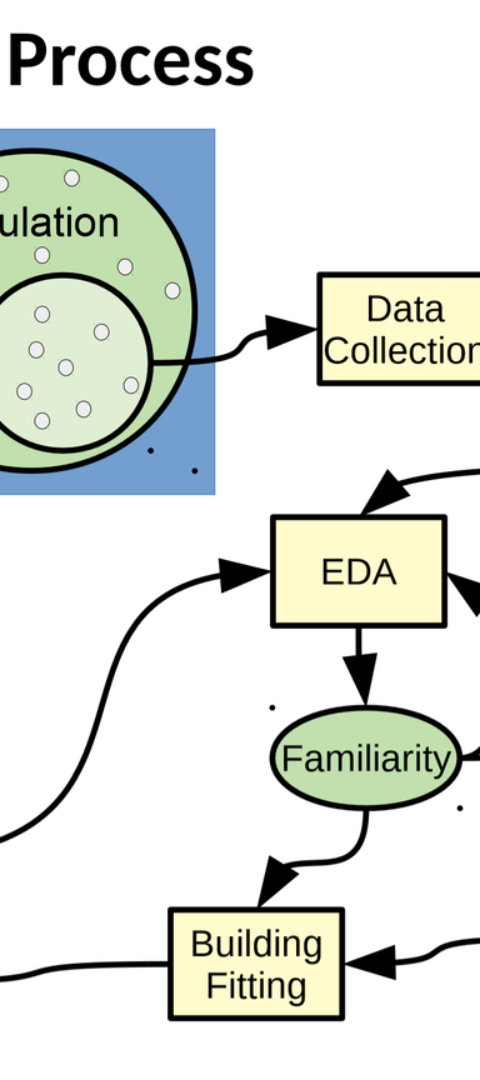 Process
ulation
Data
Collection
EDA
Familiarity
Building
Fitting